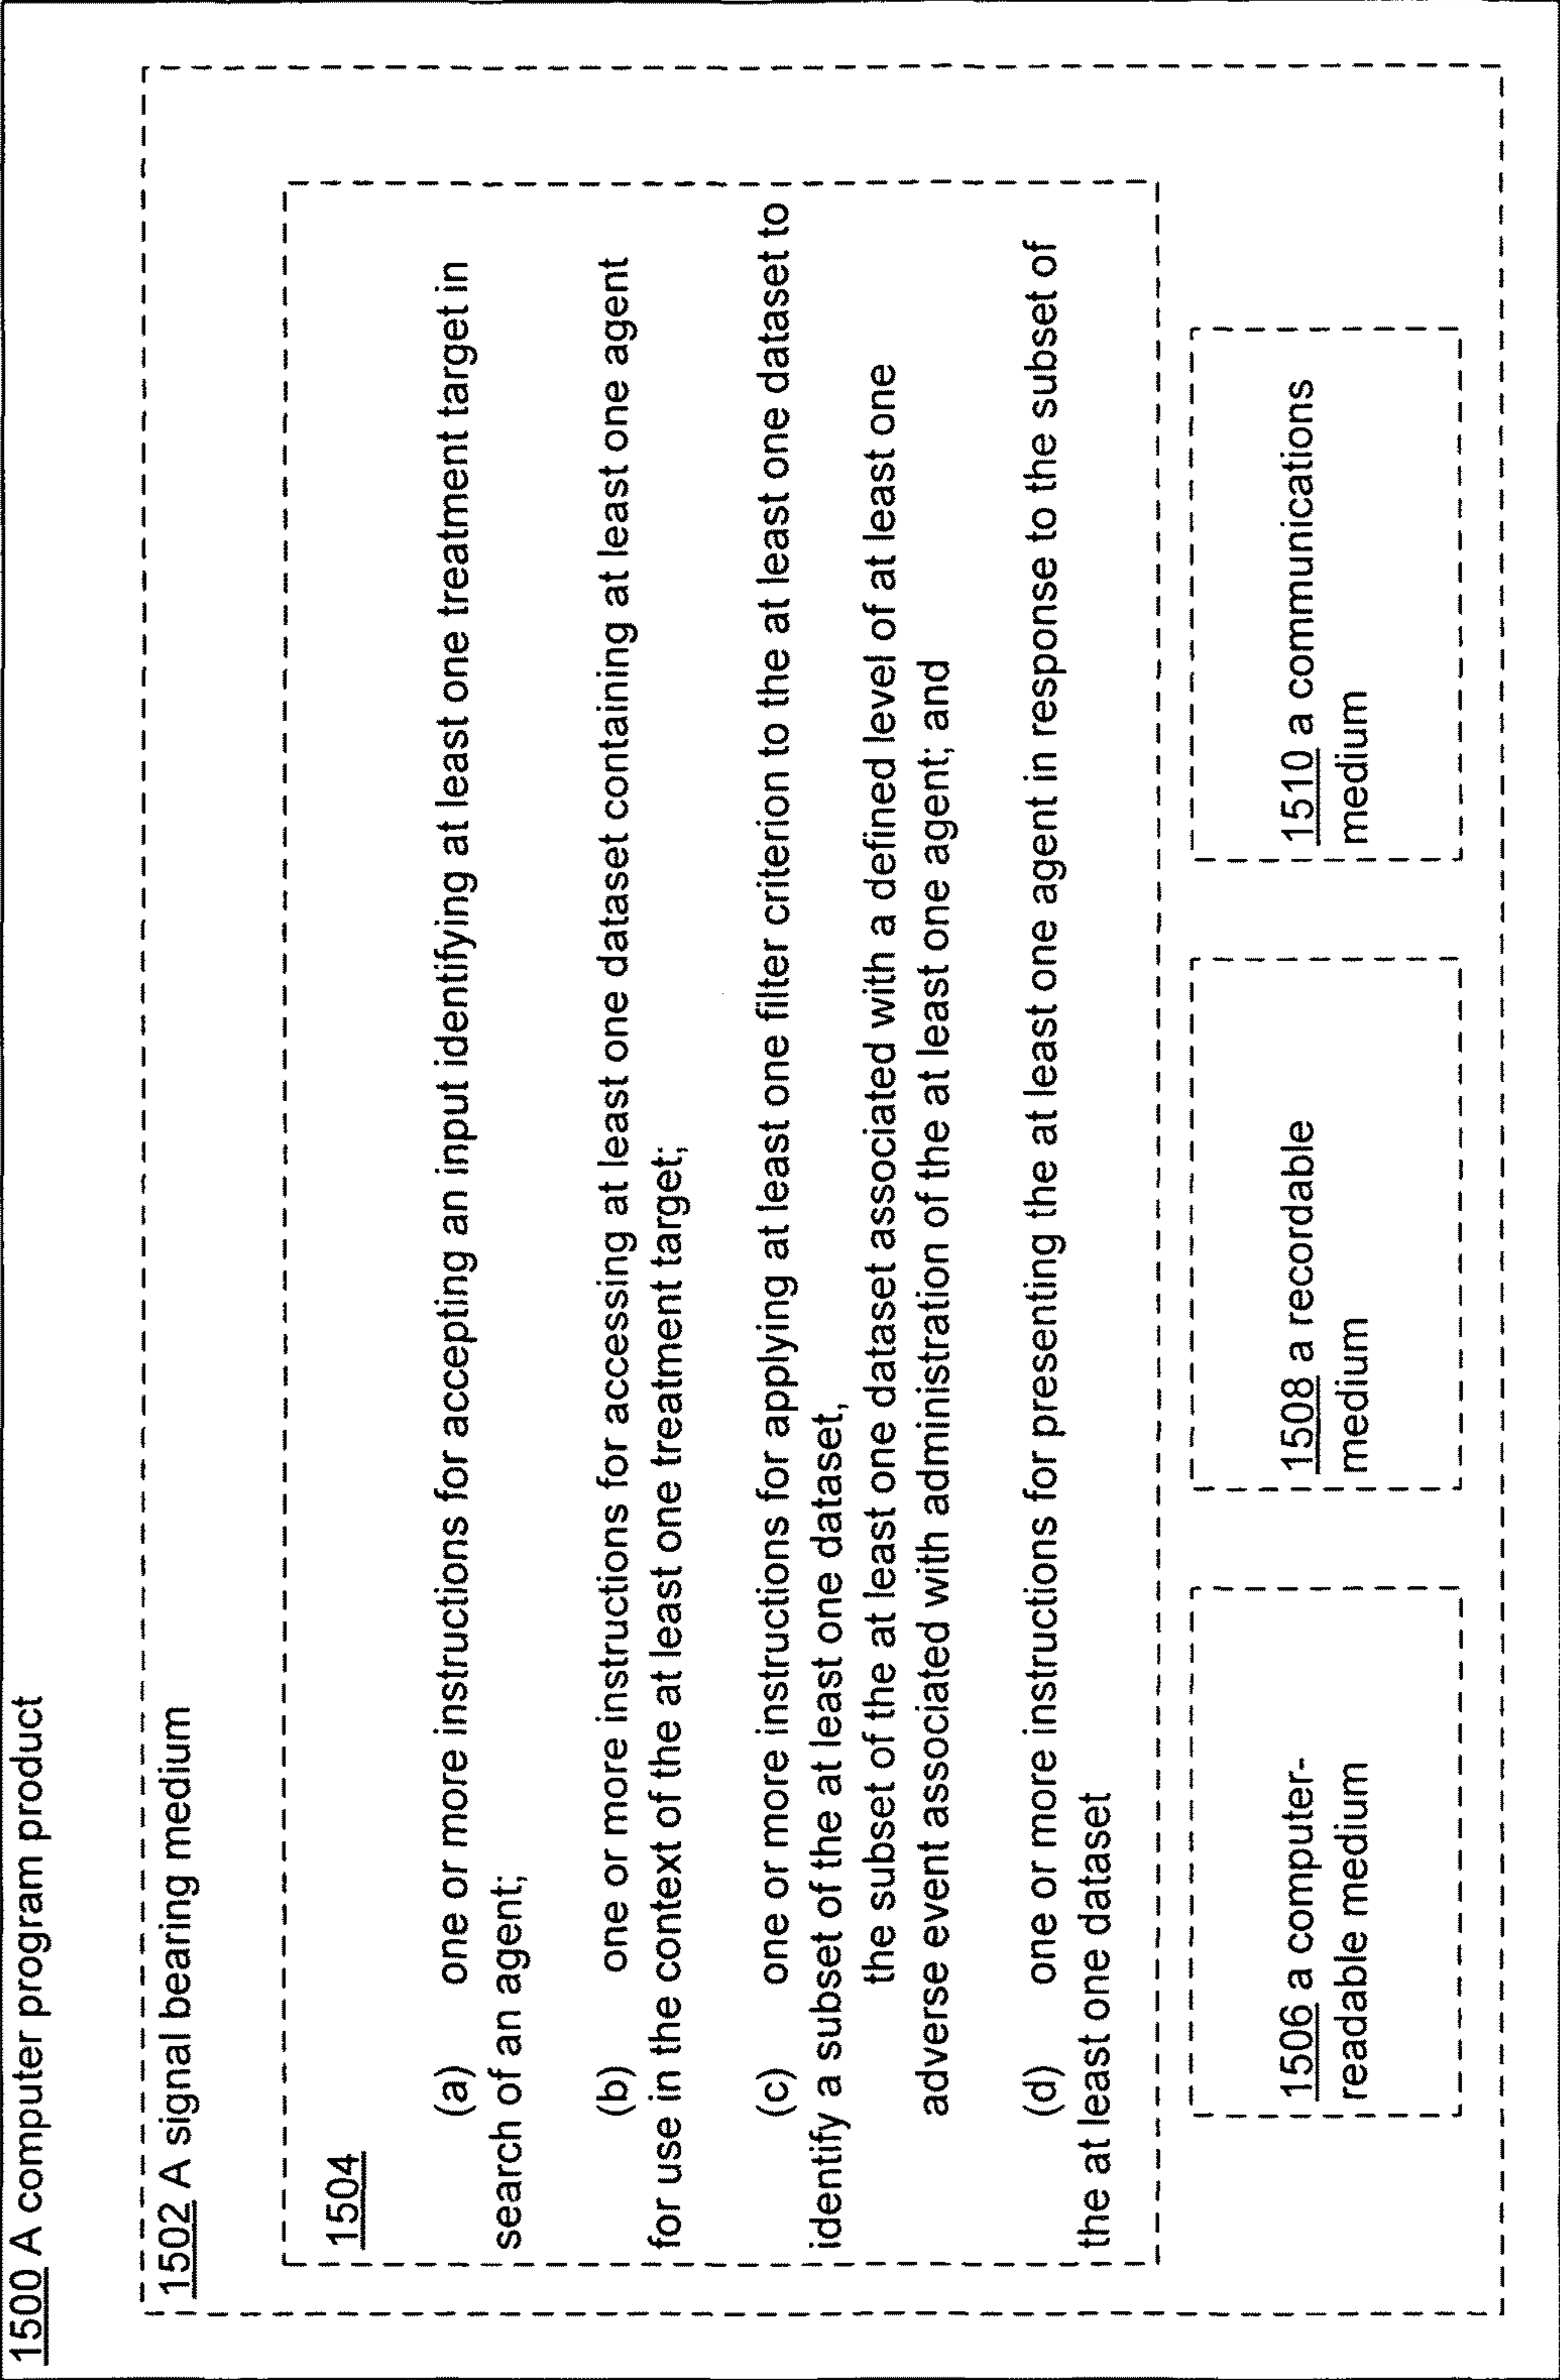 1500 A computer program product
1502 A signal bearing medium
1504
(a) one or more instructions for accepting an input identifying at least one treatment target in
search of an agent;
(b) one or more instructions for accessing at least one dataset containing at least one agent
for use in the context of the at least one treatment target;
(c) one or more instructions for applying at least one filter criterion to the at least one dataset to
identify a subset of the at least one dataset,
the subset of the at least one dataset associated with a defined level of at least one
adverse event associated with administration of the at least one agent; and
(d) one or more instructions for presenting the at least one agent in response to the subset of
the at least one dataset
1506 a computer-
readable medium
1508 a recordable
medium
1510 a communications
medium